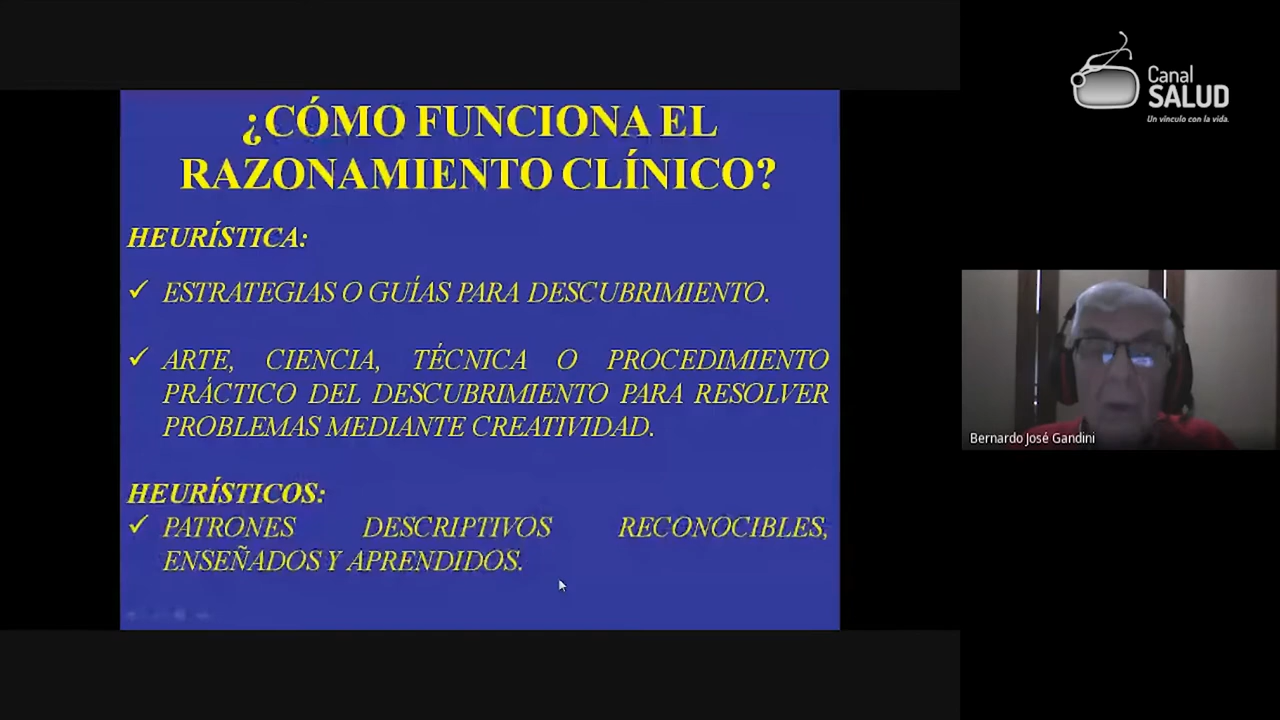 ¿CÓMO FUNCIONA EL
RAZONAMIENTO CLÍNICO?
HEURÍSTICA:
✓ ESTRATEGIAS O GUÍAS PARA DESCUBRIMIENTO.
✓ ARTE, CIENCIA, TÉCNICA O PROCEDIMIENTO
PRÁCTICO DEL DESCUBRIMIENTO PARA RESOLVER
PROBLEMAS MEDIANTE CREATIVIDAD.
HEURÍSTICOS:
✓ PATRONES DESCRIPTIVOS RECONOCIBLES,
ENSEÑADOS Y APRENDIDOS.
Canal
SALUD
Un vínculo con la vida.
Bernardo José Gandini